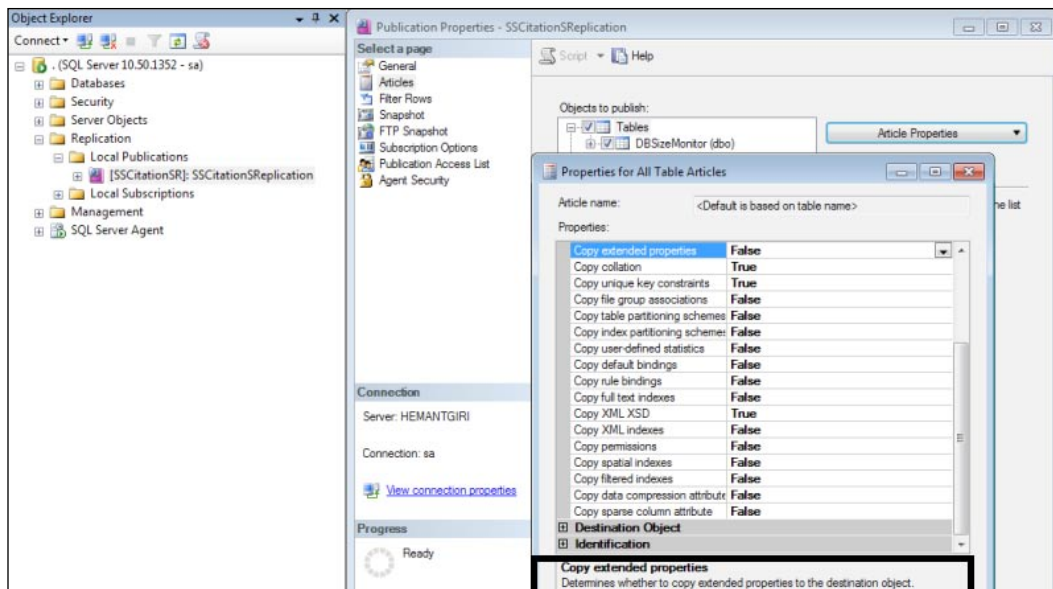 Object Explorer
Connect
. (SQL Server 10.50.1352 - sa)
Databases
Security
Server Objects
Replication
Local Publications
[SSCitationSR]: SSCitationSReplication
Local Subscriptions
Management
SQL Server Agent
Publication Properties - SSCitationSReplication
Select a page
General
Articles
Filter Rows
Snapshot
FTP Snapshot
Subscription Options
Publication Access List
Agent Security
Connection
Server: HEMANTGIRI
Connection: sa
View connection properties
Progress
Ready
Script Help
Objects to publish:
Tables
DBSizeMonitor (dbo)
Article Properties
he list
Properties for All Table Articles
Article name: <Default is based on table name>
Properties:
Copy extended properties False
Copy collation True
Copy unique key constraints True
Copy file group associations False
Copy table partitioning schemes False
Copy index partitioning schemes False
Copy user-defined statistics False
Copy default bindings False
Copy rule bindings False
Copy full text indexes False
Copy XML XSD True
Copy XML indexes False
Copy permissions False
Copy spatial indexes False
Copy filtered indexes False
Copy data compression attribute False
Copy sparse column attribute False
Destination Object
Identification
Copy extended properties
Determines whether to copy extended properties to the destination object.